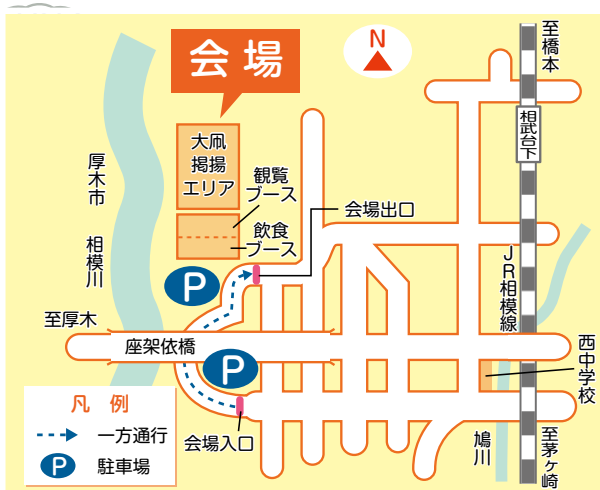 会場
N
至橋本
相武台下
大凧
掲揚
エリア
観覧
ブース
飲食
ブース
会場出口
厚木市
相模川
P
JR相模線
至厚木
座架依橋
P
西中学校
凡例
一方通行
P
駐車場
会場入口
鳩川
至茅ヶ崎